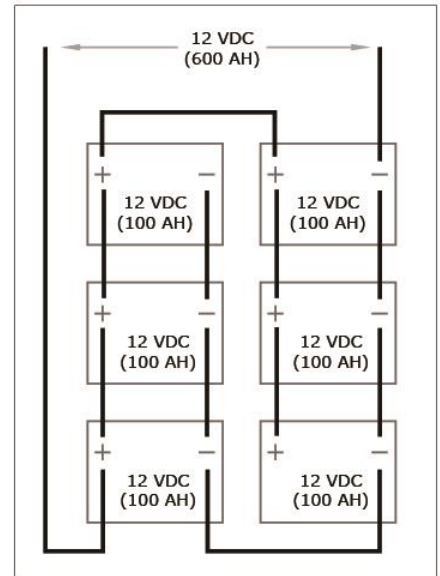 12 VDC
(600 AH)
+ − + −
12 VDC
(100 AH)
12 VDC
(100 AH)
+ − + −
12 VDC
(100 AH)
12 VDC
(100 AH)
+ − + −
12 VDC
(100 AH)
12 VDC
(100 AH)